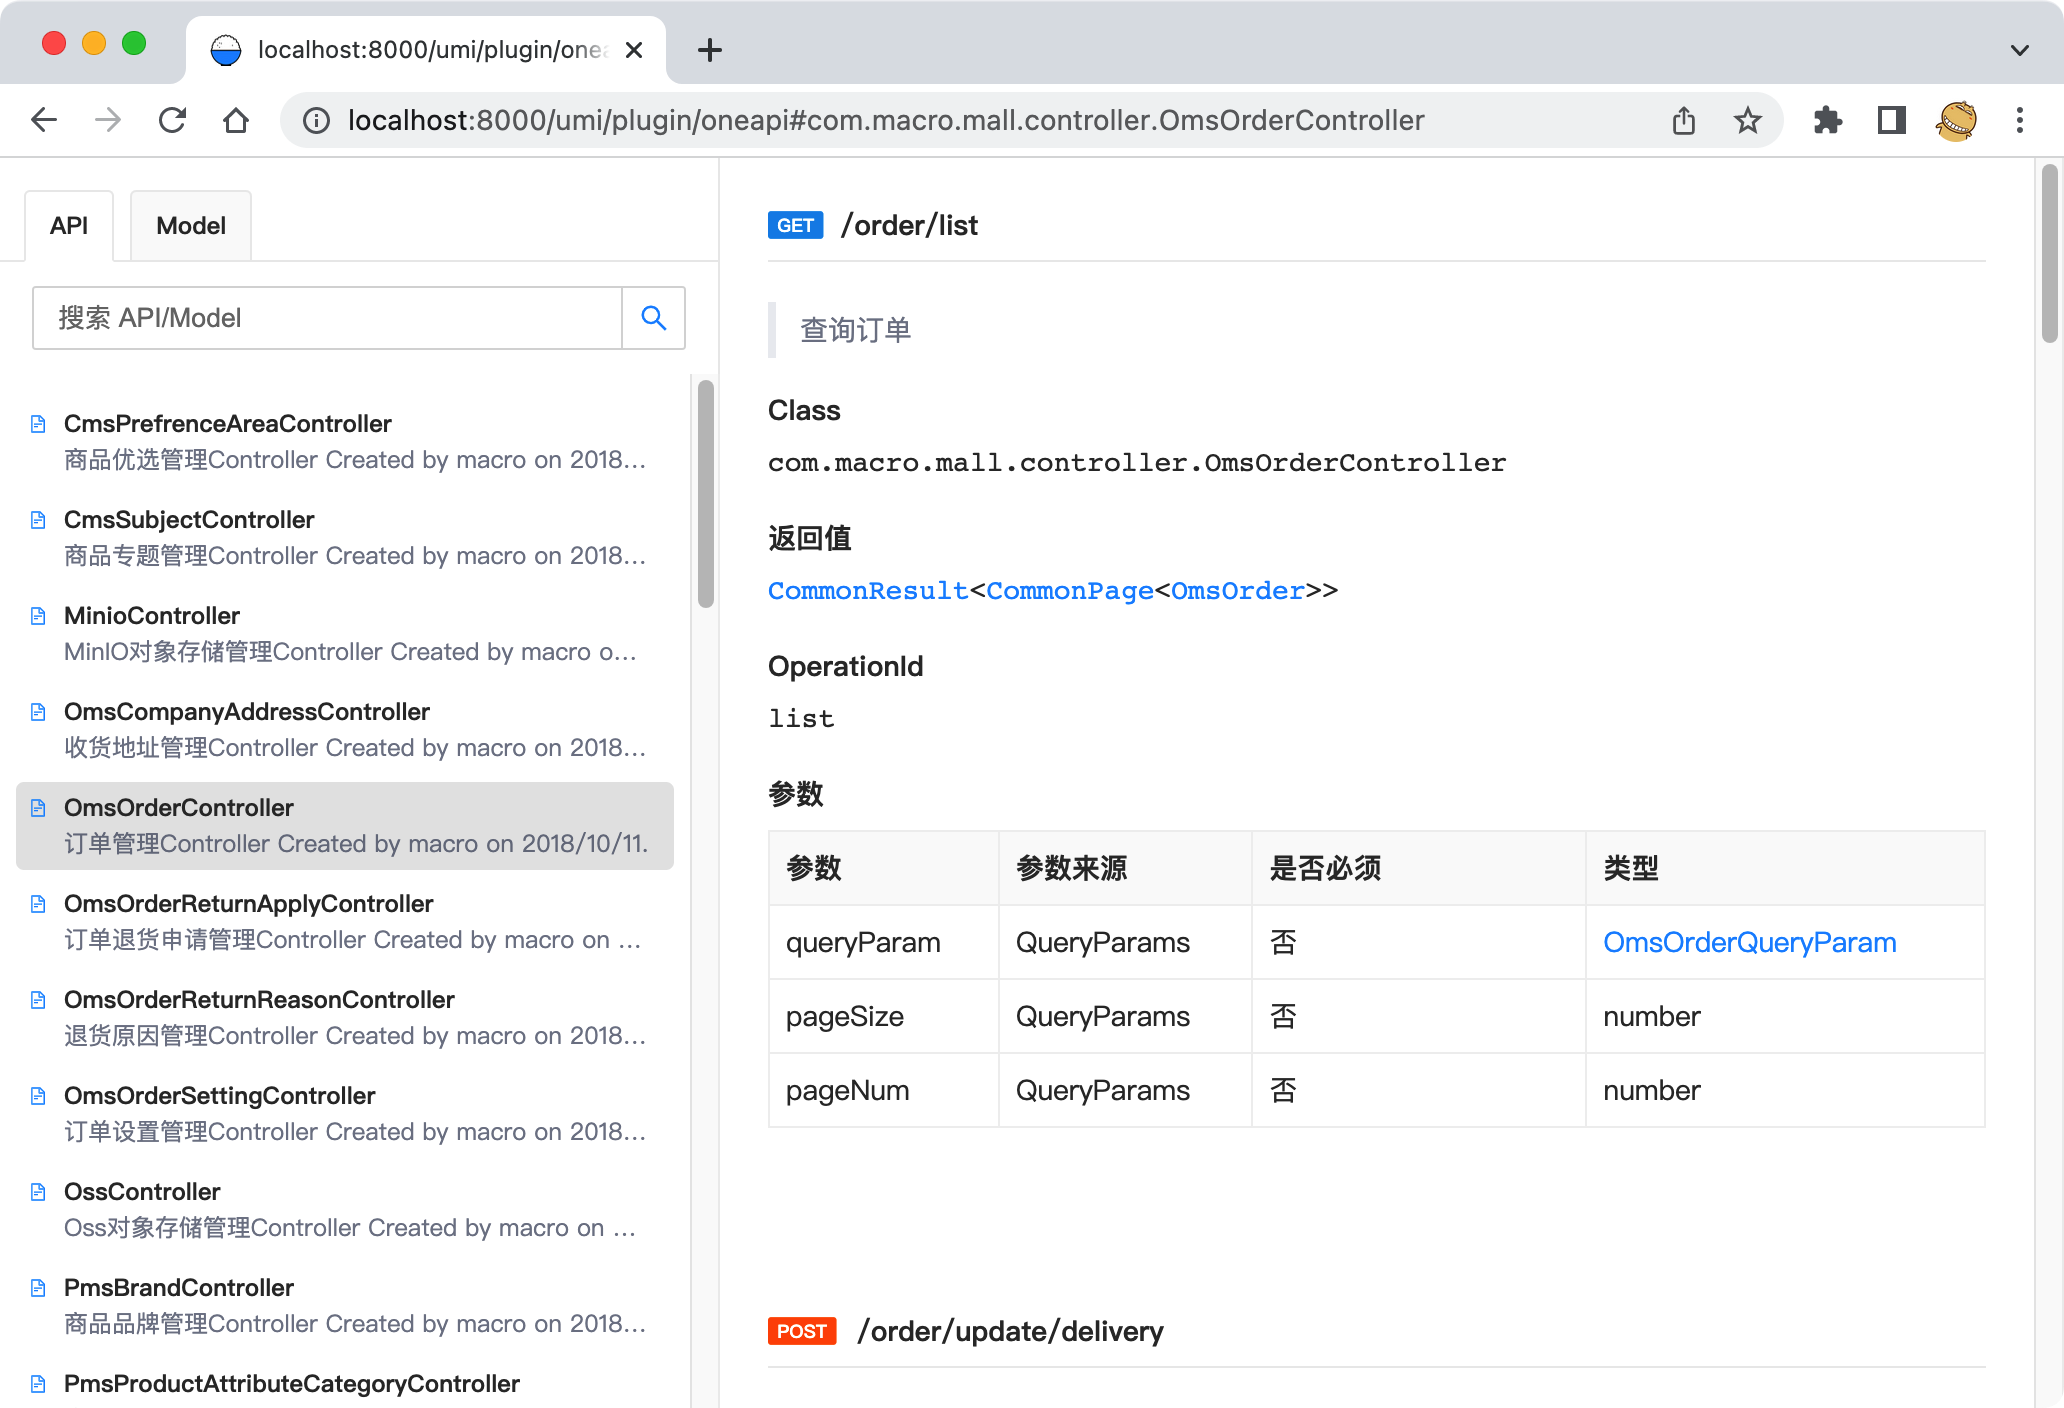 localhost:8000/umi/plugin/onea
localhost:8000/umi/plugin/oneapi#com.macro.mall.controller.OmsOrderController
API
Model
搜索 API/Model
CmsPrefrenceAreaController
商品优选管理Controller Created by macro on 2018...
CmsSubjectController
商品专题管理Controller Created by macro on 2018...
MinioController
MinIO对象存储管理Controller Created by macro o...
OmsCompanyAddressController
收货地址管理Controller Created by macro on 2018...
OmsOrderController
订单管理Controller Created by macro on 2018/10/11.
OmsOrderReturnApplyController
订单退货申请管理Controller Created by macro on ...
OmsOrderReturnReasonController
退货原因管理Controller Created by macro on 2018...
OmsOrderSettingController
订单设置管理Controller Created by macro on 2018...
OssController
Oss对象存储管理Controller Created by macro on ...
PmsBrandController
商品品牌管理Controller Created by macro on 2018...
PmsProductAttributeCategoryController
GET /order/list
查询订单
Class
com.macro.mall.controller.OmsOrderController
返回值
CommonResult<CommonPage<OmsOrder>>
OperationId
list
参数
参数 参数来源 是否必须 类型
queryParam QueryParams 否 OmsOrderQueryParam
pageSize QueryParams 否 number
pageNum QueryParams 否 number
POST /order/update/delivery